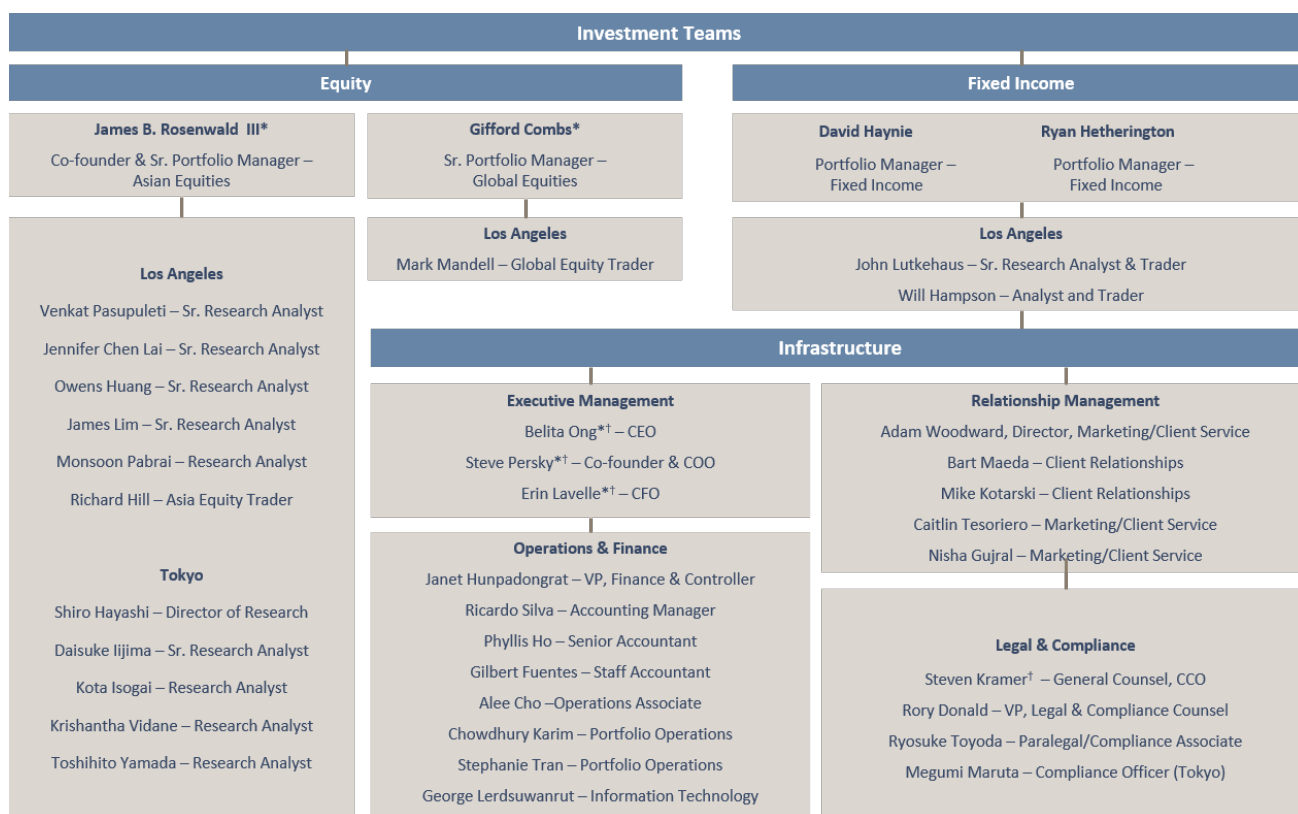 Investment Teams
Equity
James B. Rosenwald III*
Co-founder & Sr. Portfolio Manager –
Asian Equities
Los Angeles
Venkat Pasupuleti – Sr. Research Analyst
Jennifer Chen Lai – Sr. Research Analyst
Owens Huang – Sr. Research Analyst
James Lim – Sr. Research Analyst
Monsoon Pabrai – Research Analyst
Richard Hill – Asia Equity Trader
Tokyo
Shiro Hayashi – Director of Research
Daisuke Iijima – Sr. Research Analyst
Kota Isogai – Research Analyst
Krishantha Vidane – Research Analyst
Toshihito Yamada – Research Analyst
Gifford Combs*
Sr. Portfolio Manager –
Global Equities
Los Angeles
Mark Mandell – Global Equity Trader
Fixed Income
David Haynie
Portfolio Manager –
Fixed Income
Ryan Hetherington
Portfolio Manager –
Fixed Income
Los Angeles
John Lutkehaus – Sr. Research Analyst & Trader
Will Hampson – Analyst and Trader
Infrastructure
Executive Management
Belita Ong*† – CEO
Steve Persky*† – Co-founder & COO
Erin Lavelle*† – CFO
Operations & Finance
Janet Hunpadongrat – VP, Finance & Controller
Ricardo Silva – Accounting Manager
Phyllis Ho – Senior Accountant
Gilbert Fuentes – Staff Accountant
Alee Cho –Operations Associate
Chowdhury Karim – Portfolio Operations
Stephanie Tran – Portfolio Operations
George Lerdsuwanrut – Information Technology
Relationship Management
Adam Woodward, Director, Marketing/Client Service
Bart Maeda – Client Relationships
Mike Kotarski – Client Relationships
Caitlin Tesoriero – Marketing/Client Service
Nisha Gujral – Marketing/Client Service
Legal & Compliance
Steven Kramer† – General Counsel, CCO
Rory Donald – VP, Legal & Compliance Counsel
Ryosuke Toyoda – Paralegal/Compliance Associate
Megumi Maruta – Compliance Officer (Tokyo)